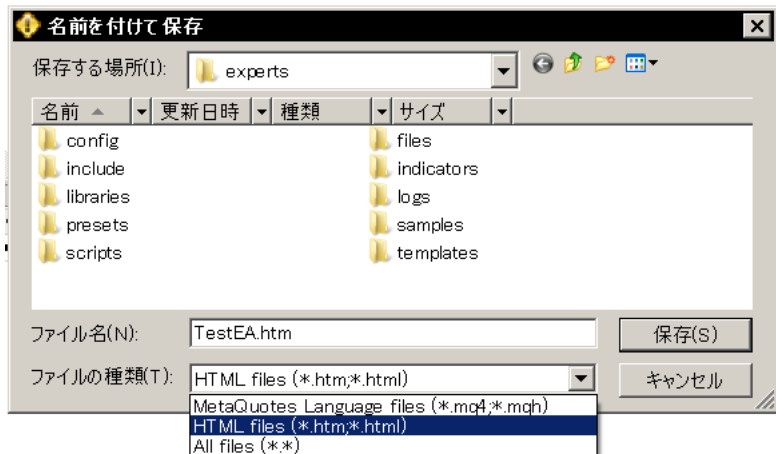 名前を付けて保存
保存する場所(I): experts
名前 更新日時 種類 サイズ
config files
include indicators
libraries logs
presets samples
scripts templates
ファイル名(N): TestEA.htm 保存(S)
ファイルの種類(T): HTML files (*.htm;*.html) キャンセル
MetaQuotes Language files (*.mq4;*.mqh)
HTML files (*.htm;*.html)
All files (*.*)